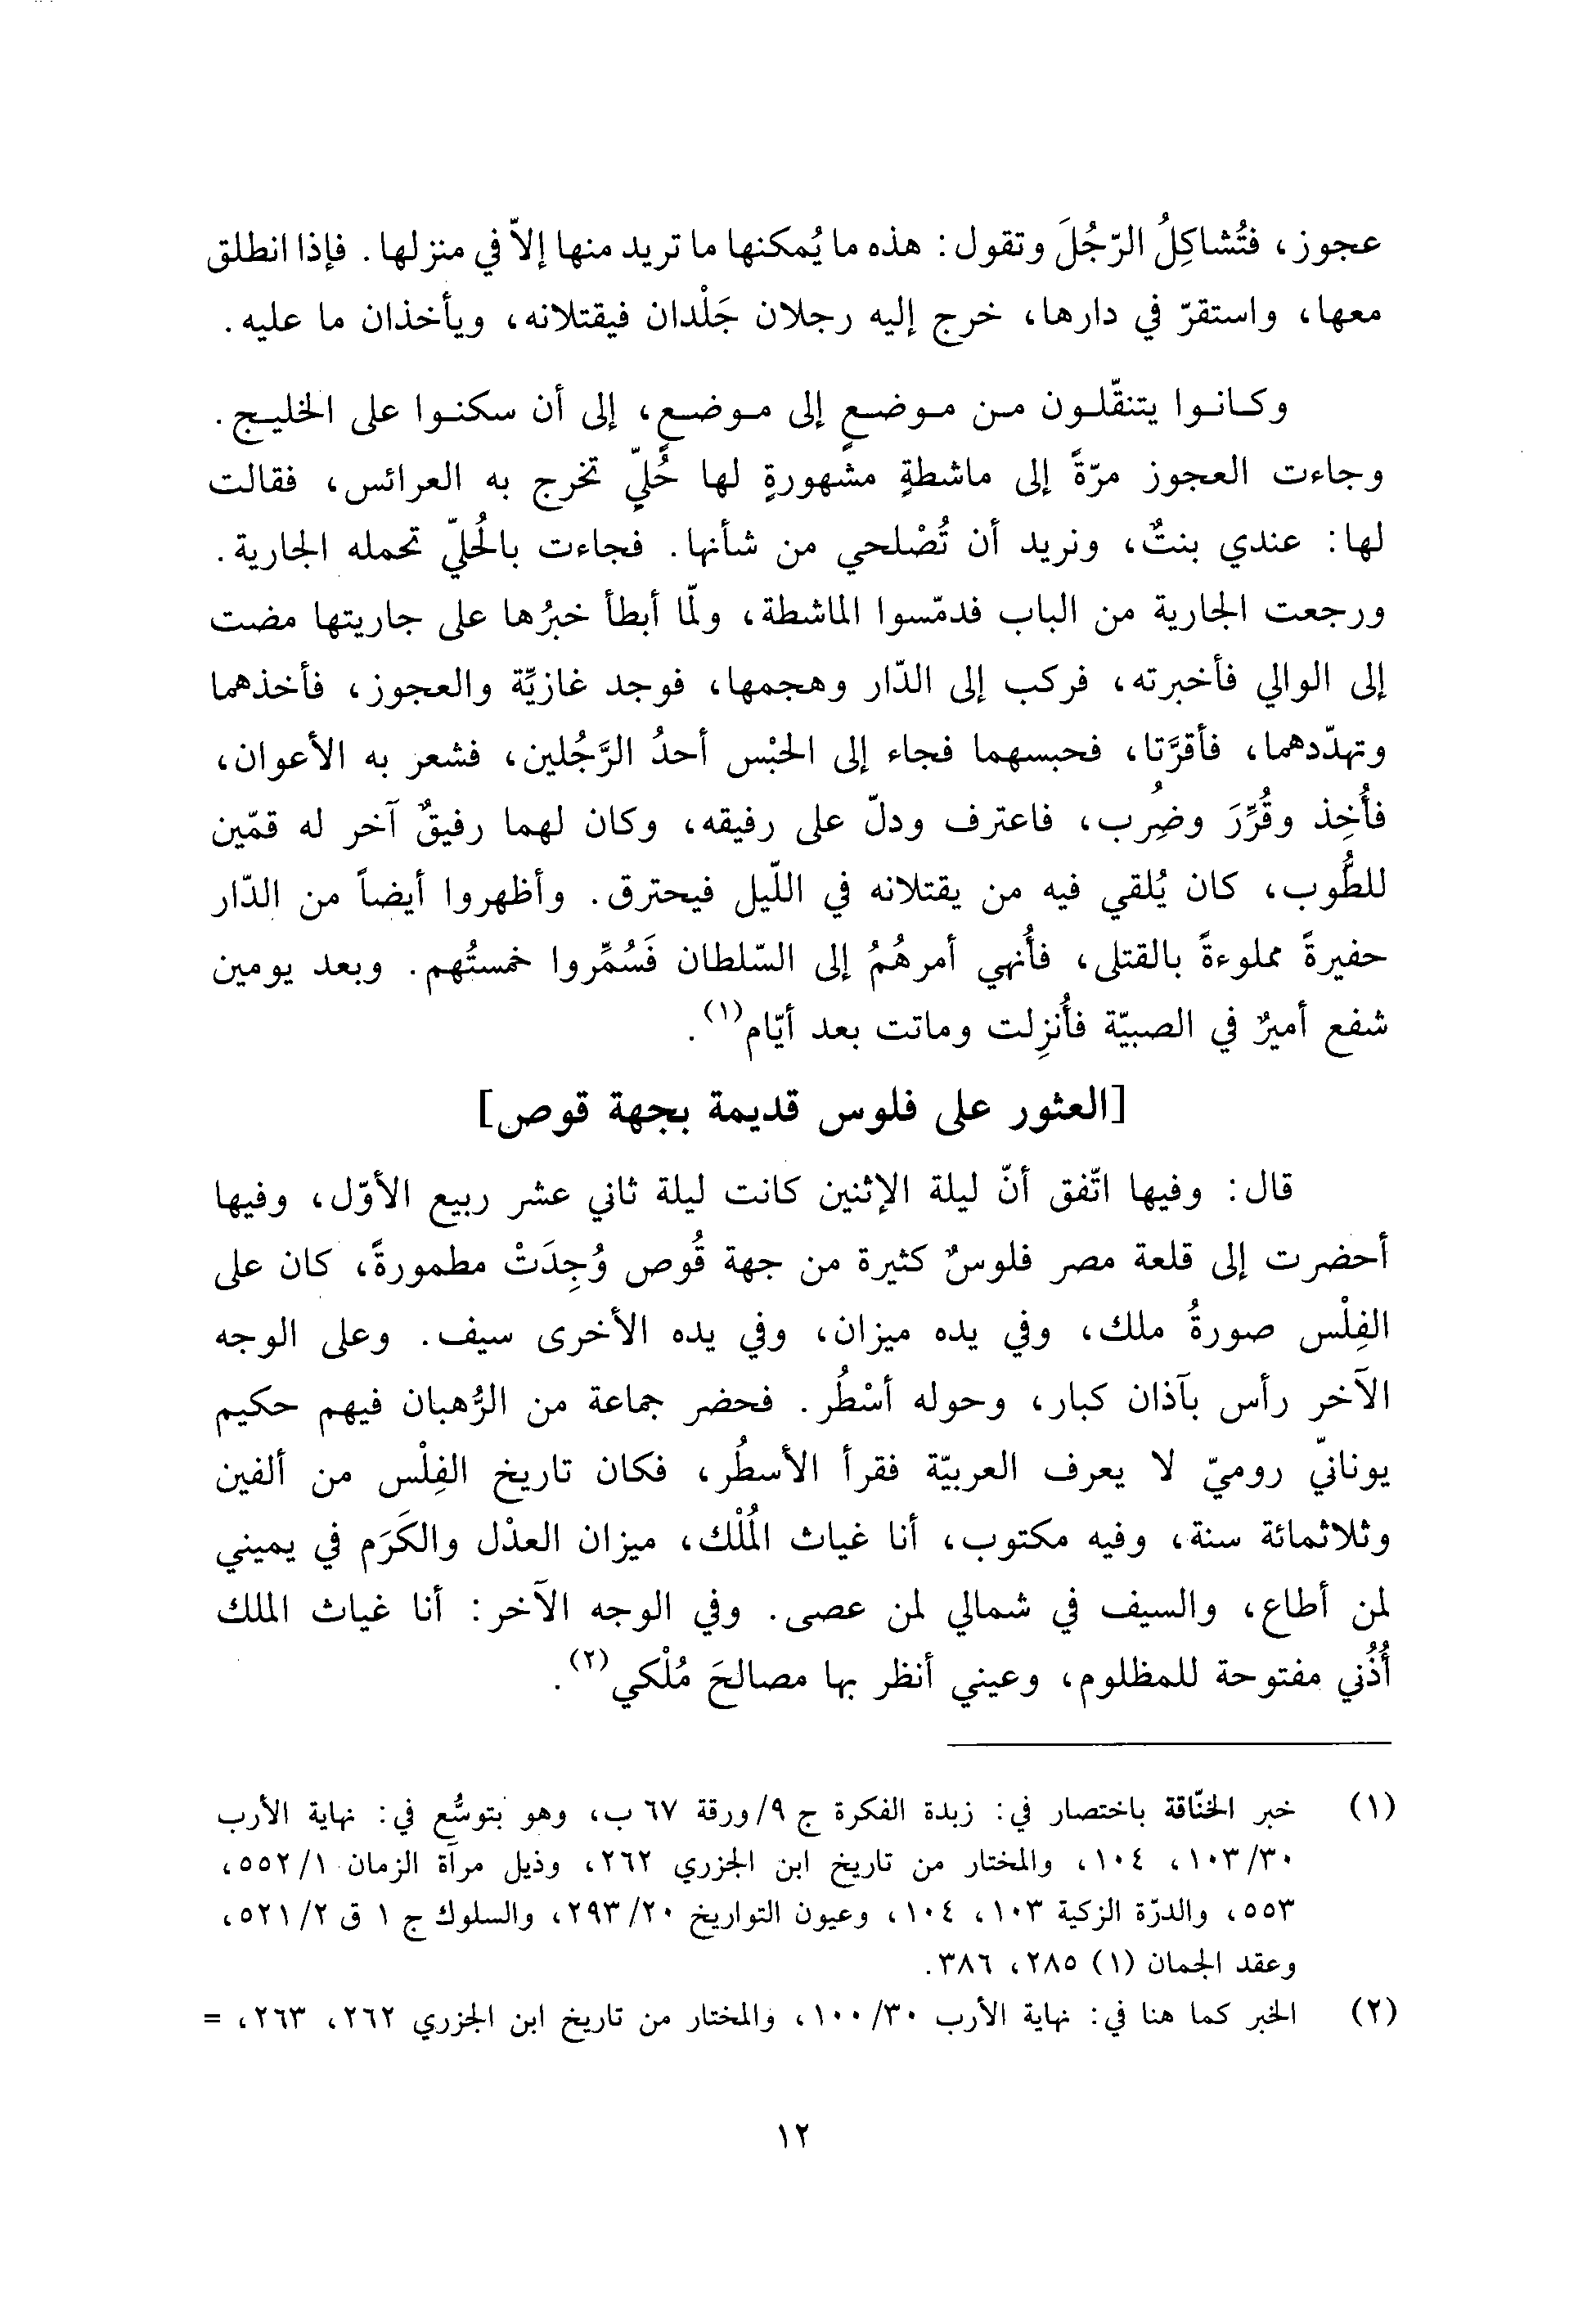 عجوز، فتُشاكِلُ الرّجُلَ وتقول: هذه ما يُمكنها ما تريد منها إلاّ في منزلها. فإذا انطلق
معها، واستقرّ في دارها، خرج إليه رجلان جَلْدان فيقتلانه، ويأخذان ما عليه.
وكانوا يتنقّلون من موضعٍ إلى موضعٍ، إلى أن سكنوا على الخليج.
وجاءت العجوز مرّةً إلى ماشطةٍ مشهورةٍ لها حُليّ تخرج به العرائس، فقالت
لها: عندي بنتٌ، ونريد أن تُصْلحي من شأنها. فجاءت بالحُليّ تحمله الجارية.
ورجعت الجارية من الباب فدمّسوا الماشطة، ولمّا أبطأ خبرُها على جاريتها مضت
إلى الوالي فأخبرته، فركب إلى الدّار وهجمها، فوجد غازيِّة والعجوز، فأخذهما
وتهدّدهما، فأقرَّتا، فحبسهما فجاء إلى الحبْس أحدُ الرَّجُلين، فشعر به الأعوان،
فأُخِذ وقُرِّرَ وضُرِب، فاعترف ودلّ على رفيقه، وكان لهما رفيقٌ آخر له قمّين
للطُّوب، كان يُلقي فيه من يقتلانه في اللّيل فيحترق. وأظهروا أيضاً من الدّار
حفيرةً مملوءةً بالقتلى، فأُنهي أمرهُمُ إلى السّلطان فَسُمِّروا خمستُهم. وبعد يومين
شفع أميرٌ في الصبيّة فأُنزِلت وماتت بعد أيّام(١).
[العثور على فلوس قديمة بجهة قوص]
قال: وفيها اتّفق أنّ ليلة الإثنين كانت ليلة ثاني عشر ربيع الأوّل، وفيها
أحضرت إلى قلعة مصر فلوسٌ كثيرة من جهة قُوص وُجِدَتْ مطمورةً، كان على
الفِلْس صورةُ ملك، وفي يده ميزان، وفي يده الأخرى سيف. وعلى الوجه
الآخر رأس بآذان كبار، وحوله أسْطُر. فحضر جماعة من الرُّهبان فيهم حكيم
يونانيّ روميّ لا يعرف العربيّة فقرأ الأسطُر، فكان تاريخ الفِلْس من ألفين
وثلاثمائة سنة، وفيه مكتوب، أنا غياث المُلْك، ميزان العدْل والكَرَم في يميني
لمن أطاع، والسيف في شمالي لمن عصى. وفي الوجه الآخر: أنا غياث الملك
أُذُني مفتوحة للمظلوم، وعيني أنظر بها مصالحَ مُلْكي(٢).
(١) خبر الخنّاقة باختصار في: زبدة الفكرة ج ٩/ورقة ٦٧ ب، وهو بتوسُّع في: نهاية الأرب
٣٠/١٠٣، ١٠٤، والمختار من تاريخ ابن الجزري ٢٦٢، وذيل مرآة الزمان ١/٥٥٢،
٥٥٣، والدرّة الزكية ١٠٣، ١٠٤، وعيون التواريخ ٢٠/٢٩٣، والسلوك ج ١ ق ٢/٥٢١،
وعقد الجمان (١) ٢٨٥، ٣٨٦.
(٢) الخبر كما هنا في: نهاية الأرب ٣٠/١٠٠، والمختار من تاريخ ابن الجزري ٢٦٢، ٢٦٣، =
١٢